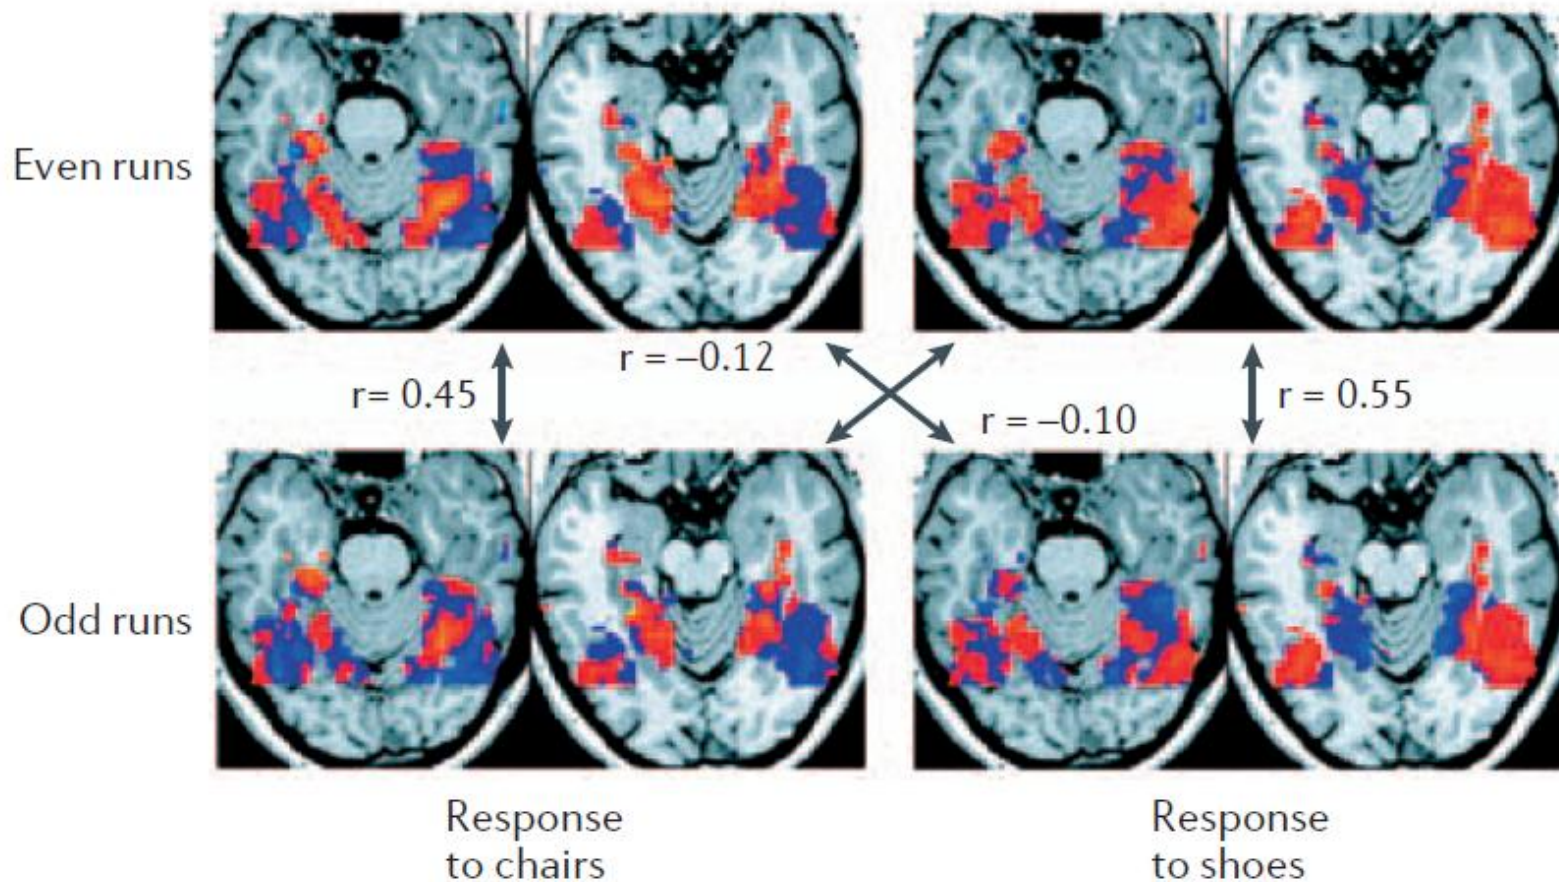 Even runs
r = –0.12
r= 0.45
r = 0.55
r = –0.10
Odd runs
Response
to chairs
Response
to shoes